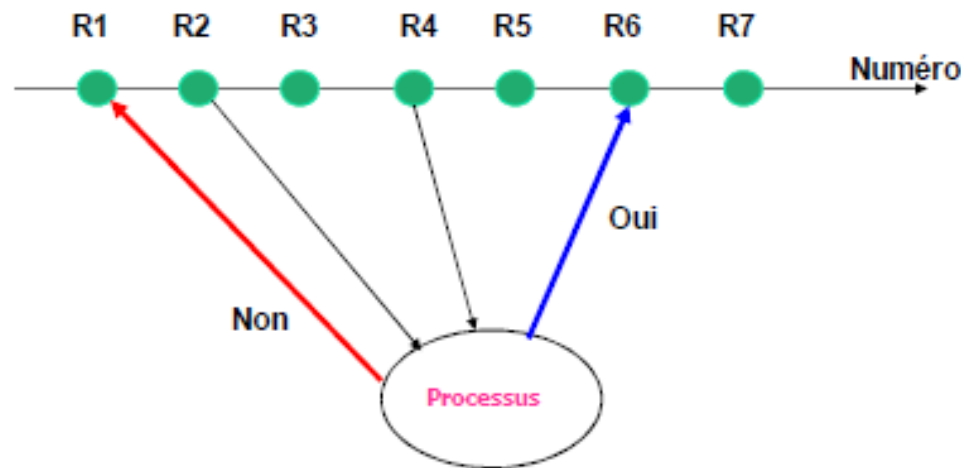 R1 R2 R3 R4 R5 R6 R7
Numéro
Oui
Non
Processus